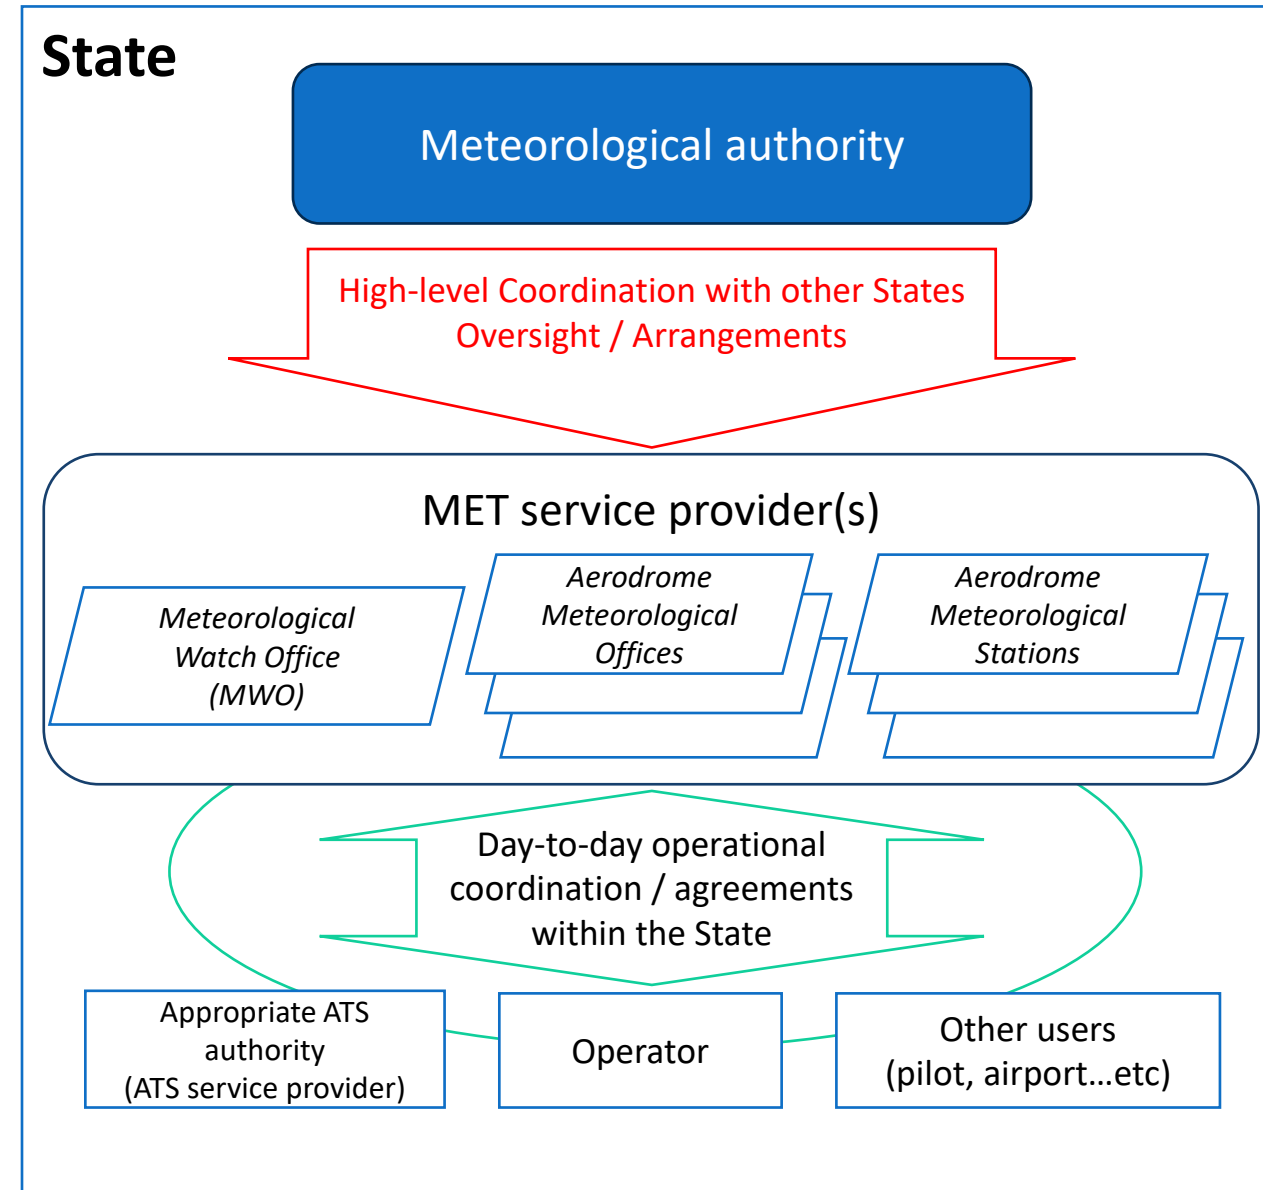 State
Meteorological authority
High-level Coordination with other States
Oversight / Arrangements
MET service provider(s)
Meteorological
Watch Office
(MWO)
Aerodrome
Meteorological
Offices
Aerodrome
Meteorological
Stations
Day-to-day operational
coordination / agreements
within the State
Appropriate ATS
authority
(ATS service provider)
Operator
Other users
(pilot, airport...etc)